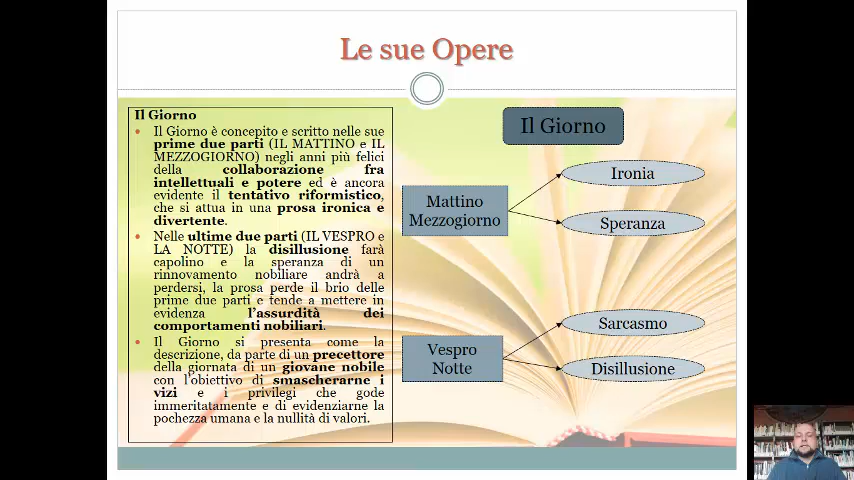 Le sue Opere
Il Giorno
Il Giorno è concepito e scritto nelle sue
prime due parti (IL MATTINO e IL
MEZZOGIORNO) negli anni più felici
della collaborazione fra
intellettuali e potere ed è ancora
evidente il tentativo riformistico,
che si attua in una prosa ironica e
divertente.
Nelle ultime due parti (IL VESPRO e
LA NOTTE) la disillusione farà
capolino e la speranza di un
rinnovamento nobiliare andrà a
perdersi, la prosa perde il brio delle
prime due parti e tende a mettere in
evidenza l'assurdità dei
comportamenti nobiliari.
Il Giorno si presenta come la
descrizione, da parte di un precettore
della giornata di un giovane nobile
con l'obiettivo di smascherarne i
vizi e i privilegi che gode
immeritatamente e di evidenziarne la
pochezza umana e la nullità di valori.
Il Giorno
Mattino
Mezzogiorno
Ironia
Speranza
Vespro
Notte
Sarcasmo
Disillusione